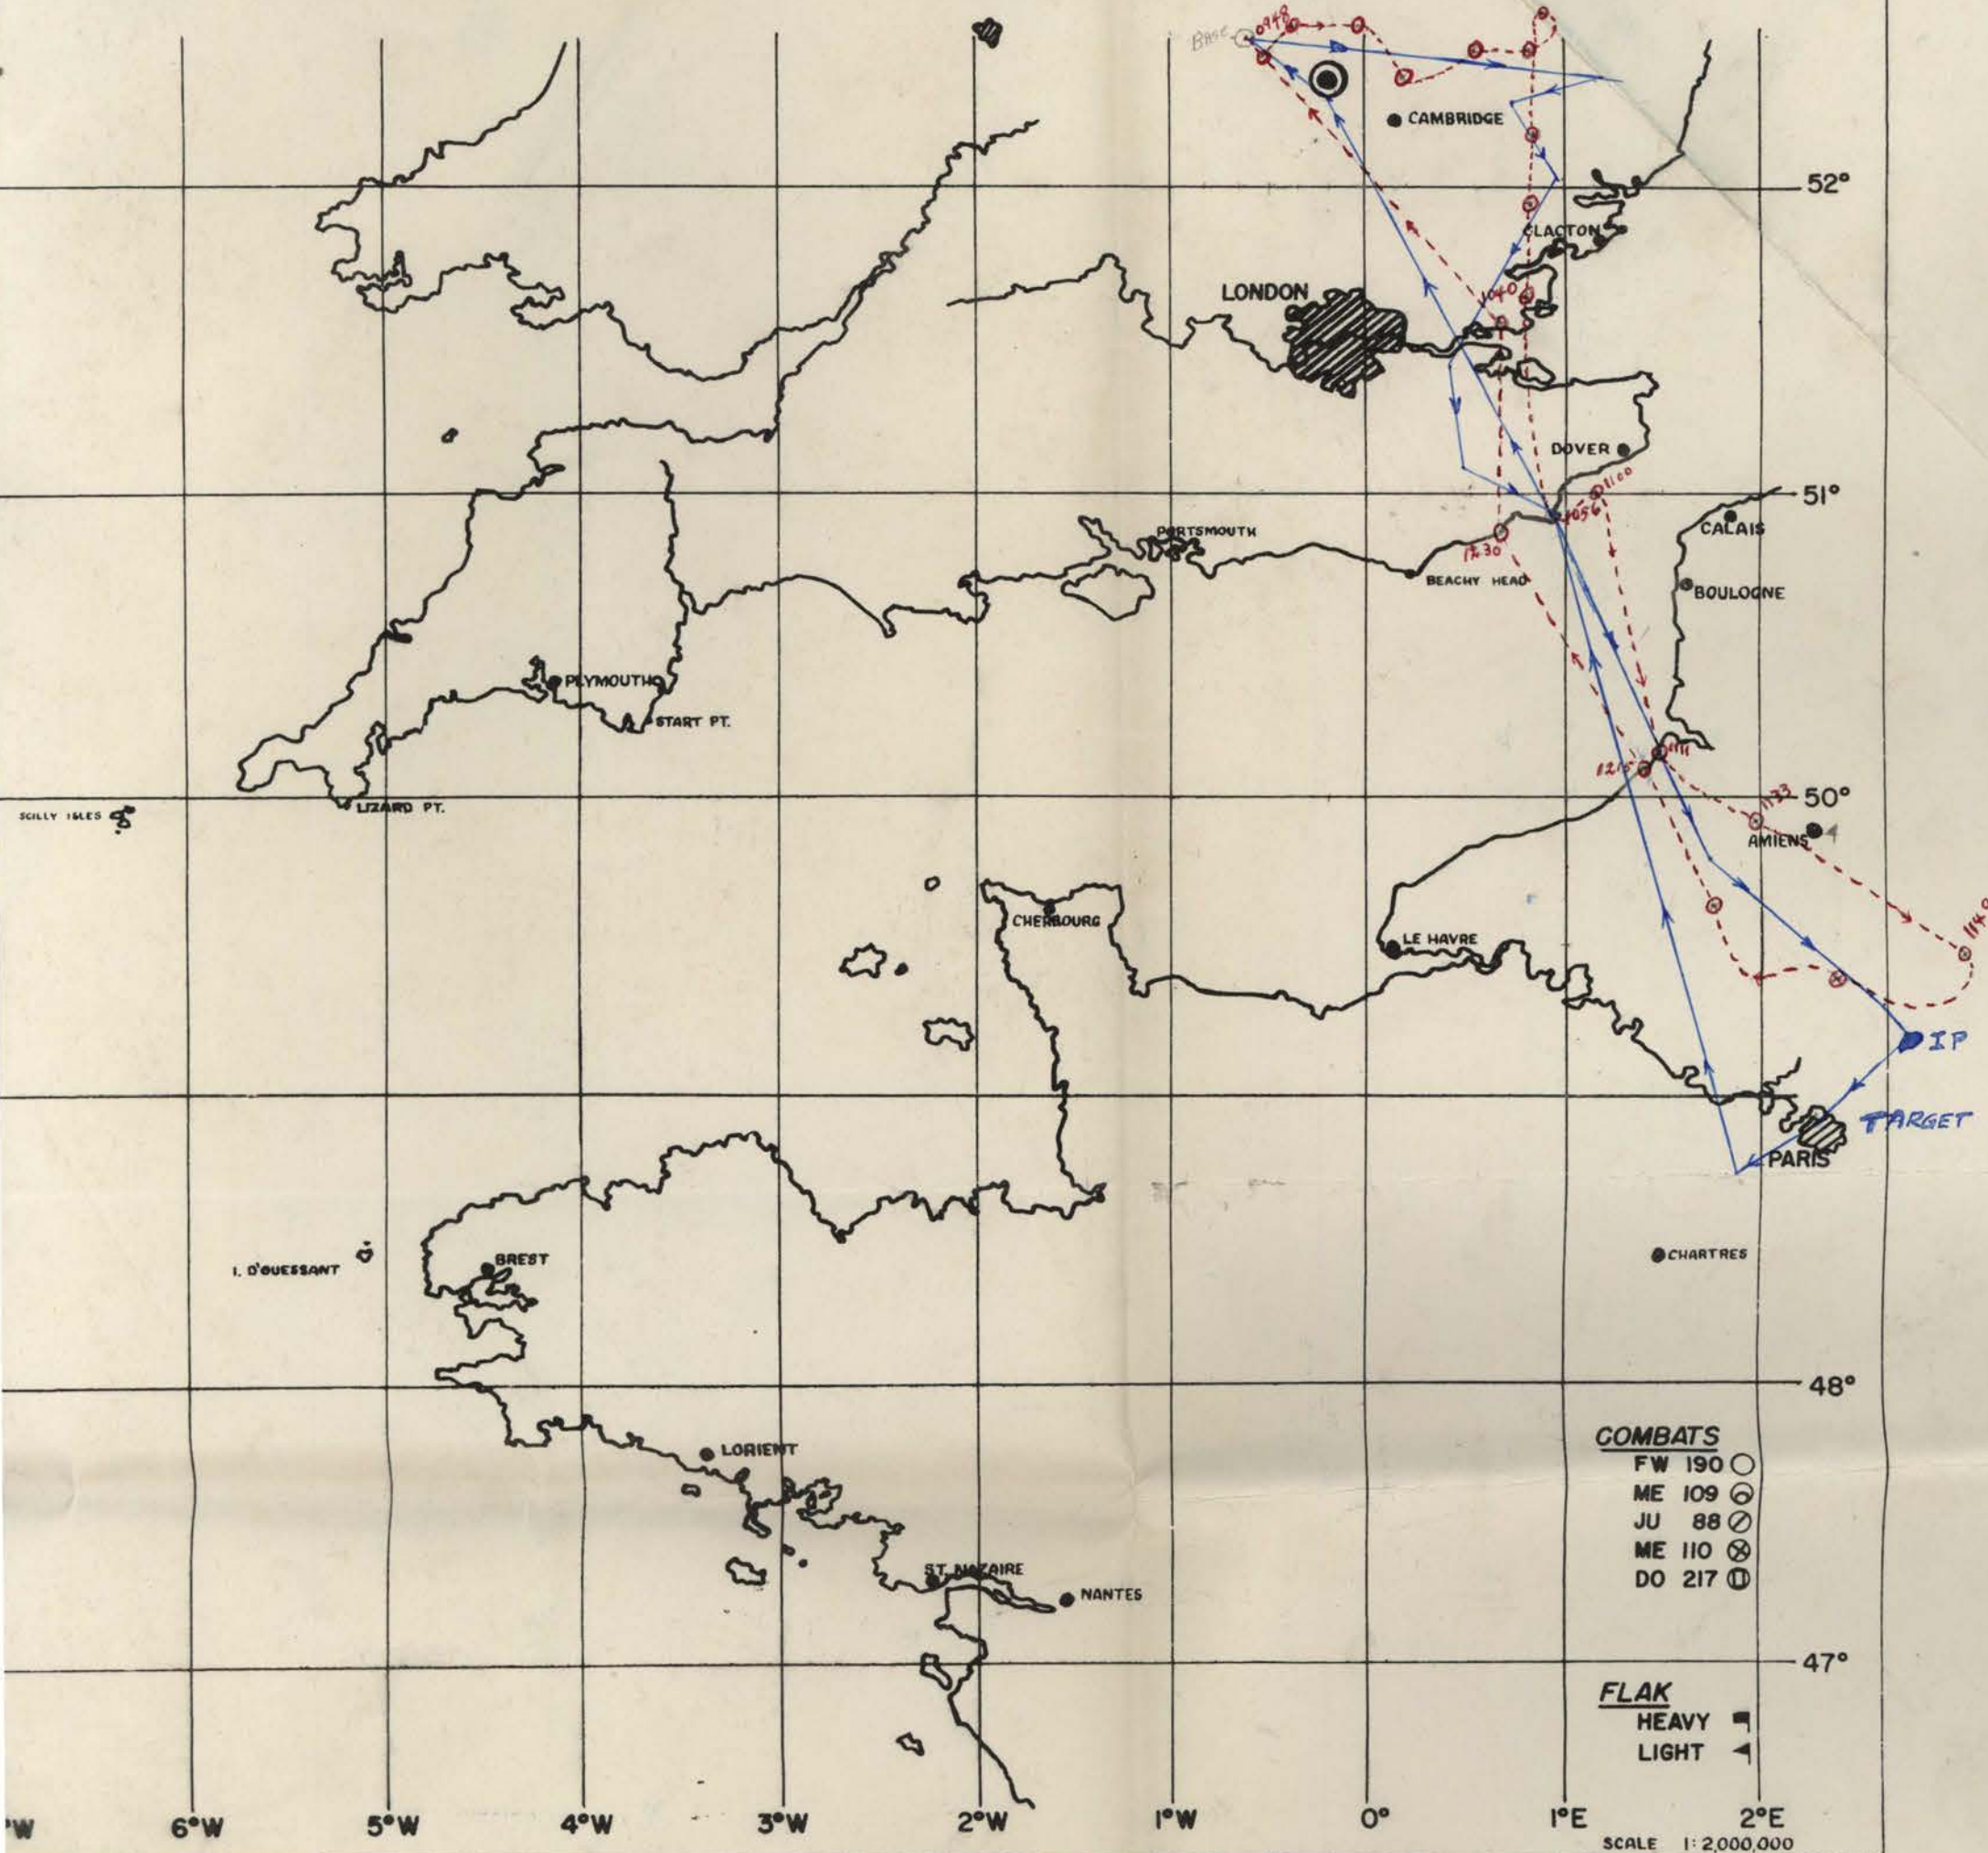 BASE
0948
CAMBRIDGE
52°
CLACTON
LONDON
1040
DOVER
1100
51°
1056
CALAIS
PORTSMOUTH
1230
BEACHY HEAD
BOULOGNE
PLYMOUTH
START PT.
1111
1215
LIZARD PT.
50°
1133
SCILLY ISLES
AMIENS
CHERBOURG
LE HAVRE
IP
TARGET
PARIS
I. D'OUESSANT
BREST
CHARTRES
48°
COMBATS
LORIENT
FW 190
ME 109
JU 88
ME 110
ST. NAZAIRE
DO 217
NANTES
47°
FLAK
HEAVY
LIGHT
°W 6°W 5°W 4°W 3°W 2°W 1°W 0° 1°E 2°E
SCALE 1:2,000,000